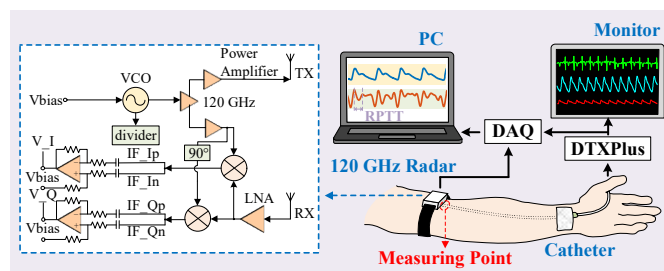 Power
Amplifier
TX
VCO
Vbias
120 GHz
divider
90°
V_I
IF_Ip
IF_In
Vbias
V_Q
IF_Qp
IF_Qn
Vbias
LNA
RX
PC
RPTT
Monitor
DAQ
DTXPlus
120 GHz Radar
Measuring Point
Catheter